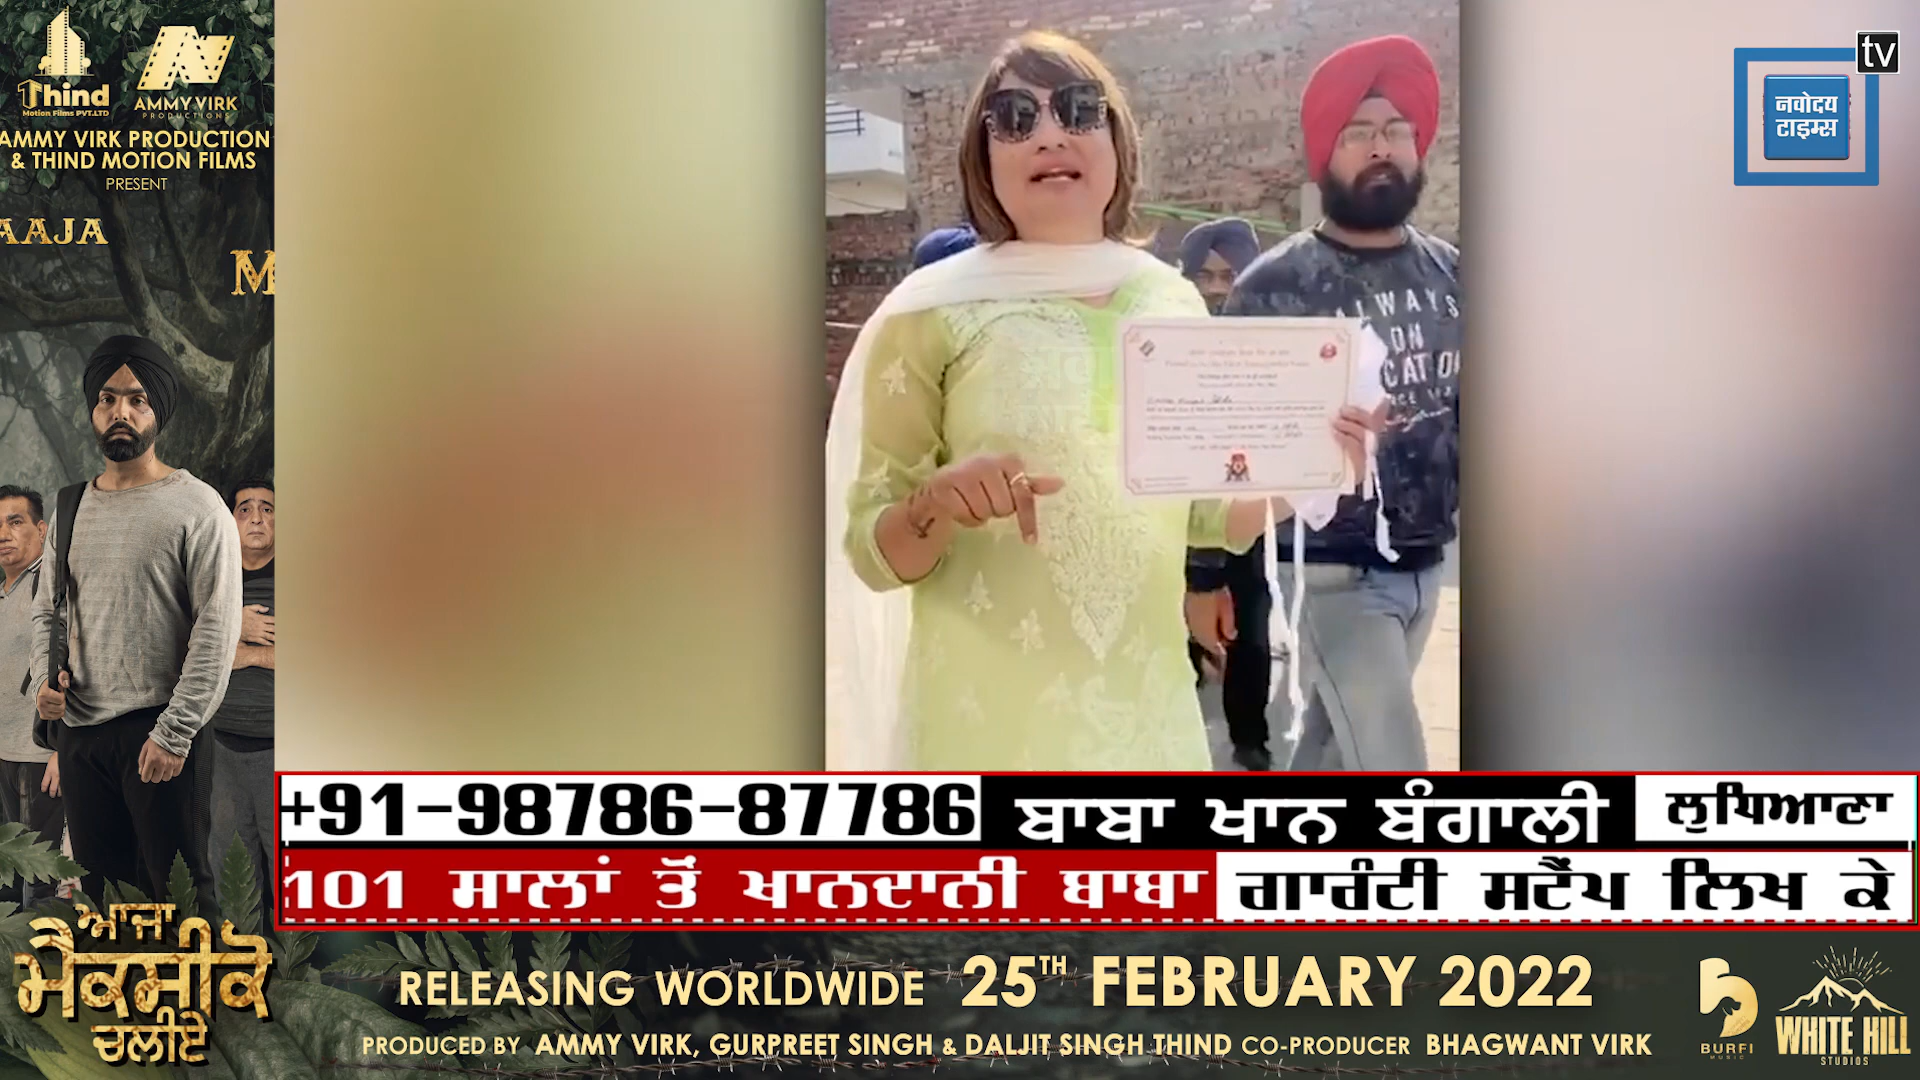 Thind
Motion Films PVT.LTD
AMMY VIRK
PRODUCTIONS
AMMY VIRK PRODUCTION
& THIND MOTION FILMS
PRESENT
AAJA
M
tv
नवोदय
टाइम्स
ALWAYS
ON
+91-98786-87786 ਬਾਬਾ ਖਾਨ ਬੰਗਾਲੀ ਲੁਧਿਆਣਾ
101 ਸਾਲਾਂ ਤੋਂ ਖਾਨਦਾਨੀ ਬਾਬਾ ਗਾਰੰਟੀ ਸਟੈਂਪ ਲਿਖ ਕੇ
ਆਜਾ
ਮੈਕਸੀਕੋ
ਚਲੀਏ
RELEASING WORLDWIDE 25TH FEBRUARY 2022
PRODUCED BY AMMY VIRK, GURPREET SINGH & DALJIT SINGH THIND CO-PRODUCER BHAGWANT VIRK
BURFI
MUSIC
WHITE HILL
STUDIOS